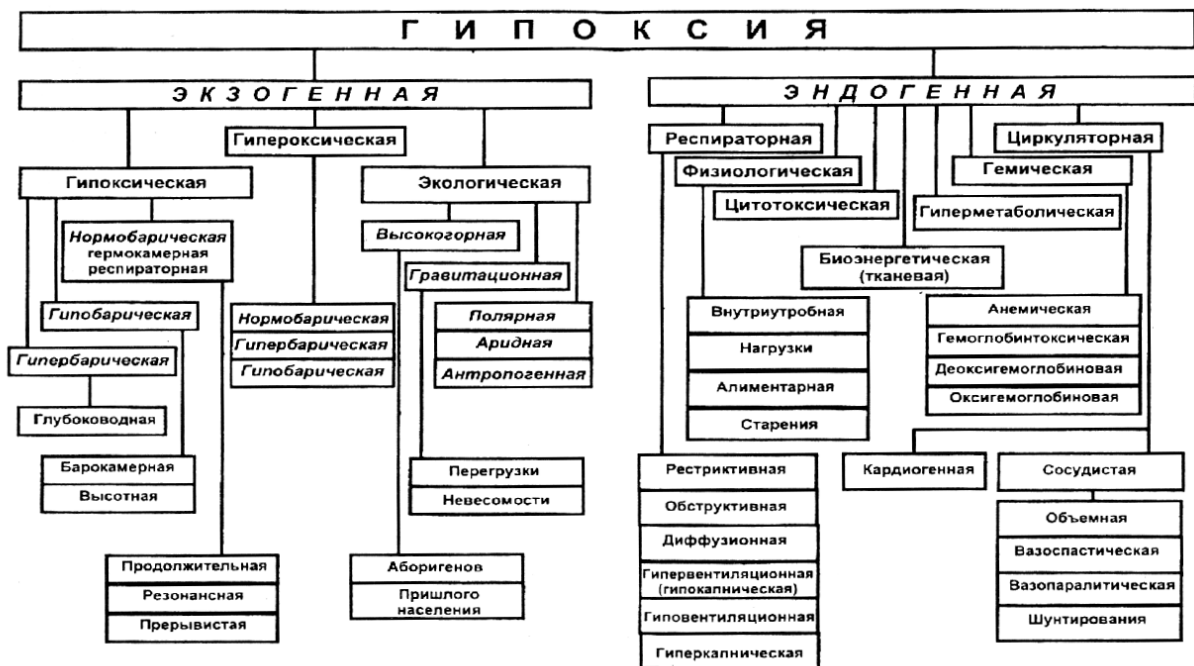 ГИПОКСИЯ
ЭКЗОГЕННАЯ
Гипероксическая
Гипоксическая
Экологическая
Нормобарическая
гермокамерная
респираторная
Высокогорная
Гравитационная
Гипобарическая
Гипербарическая
Нормобарическая
Гипербарическая
Гипобарическая
Полярная
Аридная
Антропогенная
Глубоководная
Барокамерная
Высотная
Перегрузки
Невесомости
Продолжительная
Резонансная
Прерывистая
Аборигенов
Пришлого
населения
ЭНДОГЕННАЯ
Респираторная
Циркуляторная
Физиологическая
Гемическая
Цитотоксическая
Гиперметаболическая
Биоэнергетическая
(тканевая)
Внутриутробная
Нагрузки
Алиментарная
Старения
Анемическая
Гемоглобинтоксическая
Деоксигемоглобиновая
Оксигемоглобиновая
Рестриктивная
Обструктивная
Диффузионная
Гипервентиляционная
(гипокапническая)
Гиповентиляционная
Гиперкапническая
Кардиогенная
Сосудистая
Объемная
Вазоспастическая
Вазопаралитическая
Шунтирования